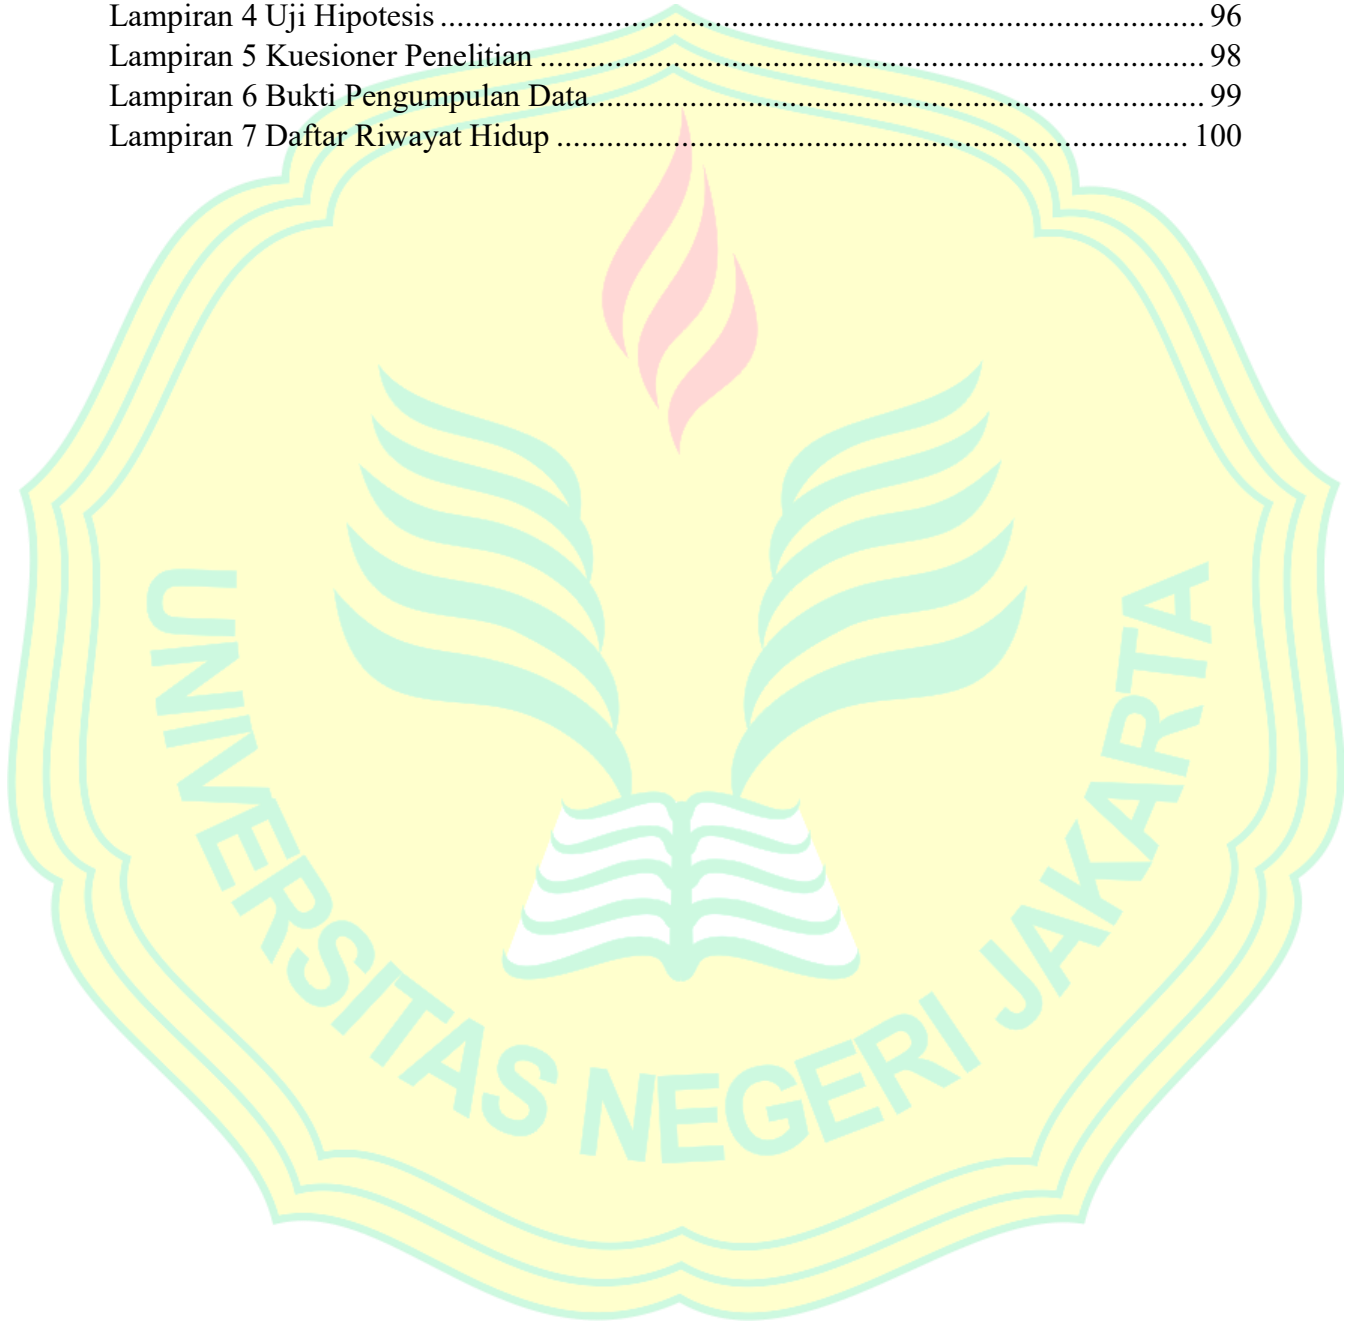 Lampiran 4 Uji Hipotesis ............................................................................................ 96
Lampiran 5 Kuesioner Penelitian ................................................................................ 98
Lampiran 6 Bukti Pengumpulan Data.......................................................................... 99
Lampiran 7 Daftar Riwayat Hidup ............................................................................ 100
UNIVERSITAS NEGERI JAKARTA